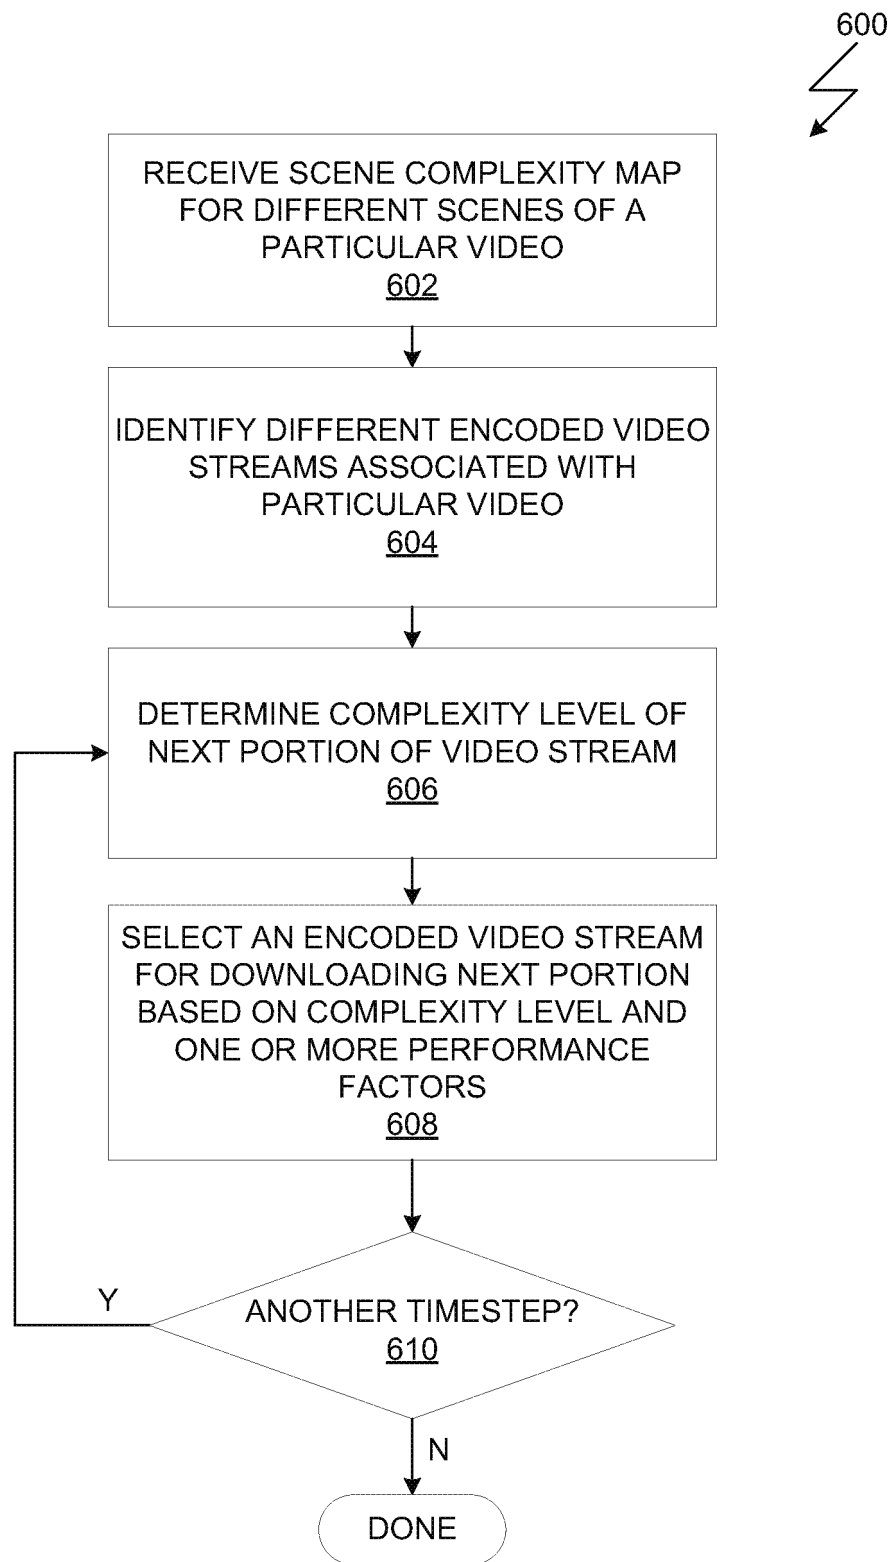 600
RECEIVE SCENE COMPLEXITY MAP
FOR DIFFERENT SCENES OF A
PARTICULAR VIDEO
602
IDENTIFY DIFFERENT ENCODED VIDEO
STREAMS ASSOCIATED WITH
PARTICULAR VIDEO
604
DETERMINE COMPLEXITY LEVEL OF
NEXT PORTION OF VIDEO STREAM
606
SELECT AN ENCODED VIDEO STREAM
FOR DOWNLOADING NEXT PORTION
BASED ON COMPLEXITY LEVEL AND
ONE OR MORE PERFORMANCE
FACTORS
608
Y
ANOTHER TIMESTEP?
610
N
DONE